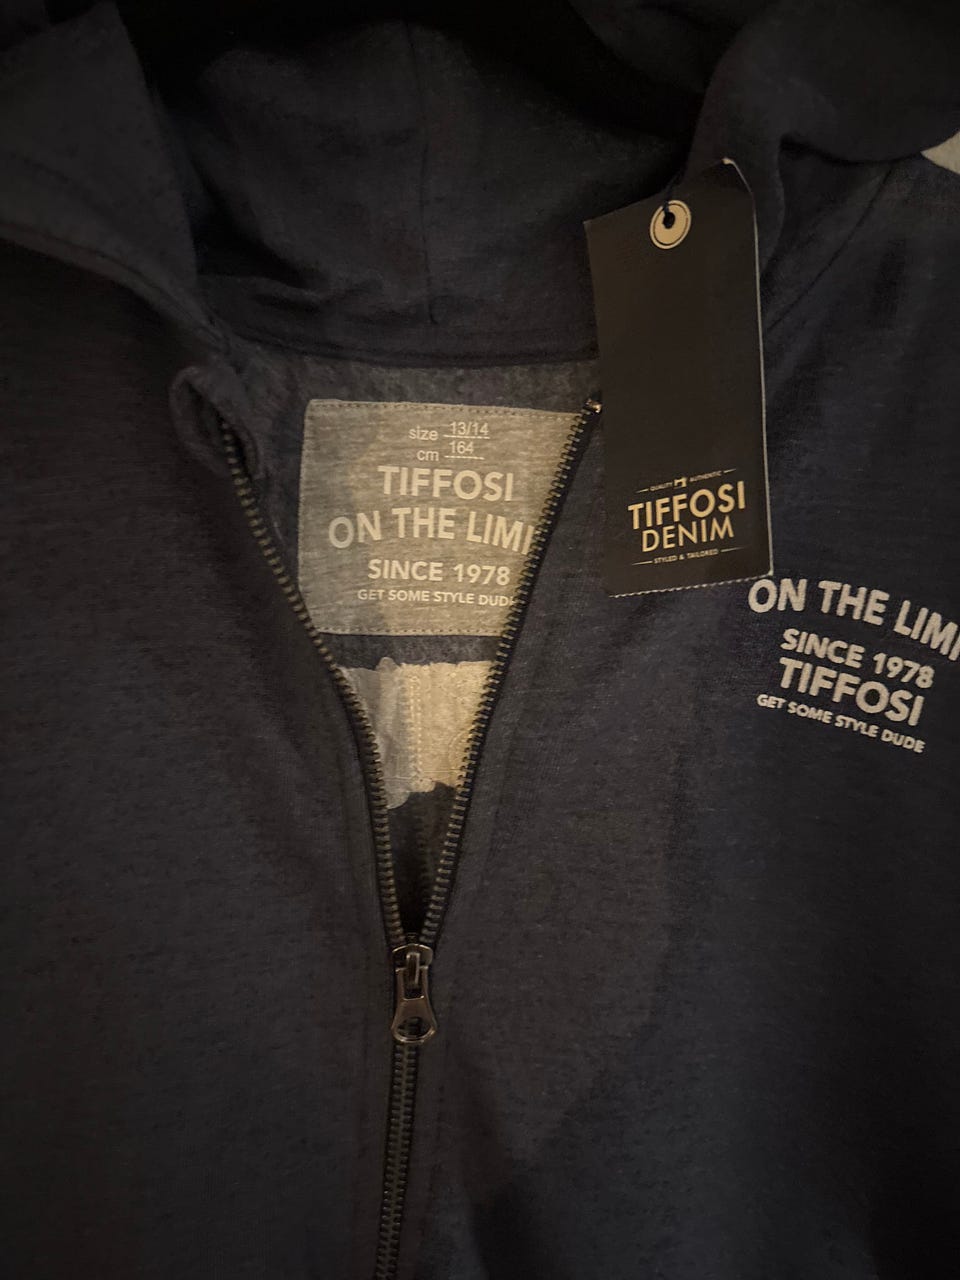 size 13/14
cm 164
TIFFOSI
ON THE LIMI
SINCE 1978
GET SOME STYLE DUDE
QUALITY AUTHENTIC
TIFFOSI
DENIM
STYLED & TAILORED
ON THE LIMI
SINCE 1978
TIFFOSI
GET SOME STYLE DUDE